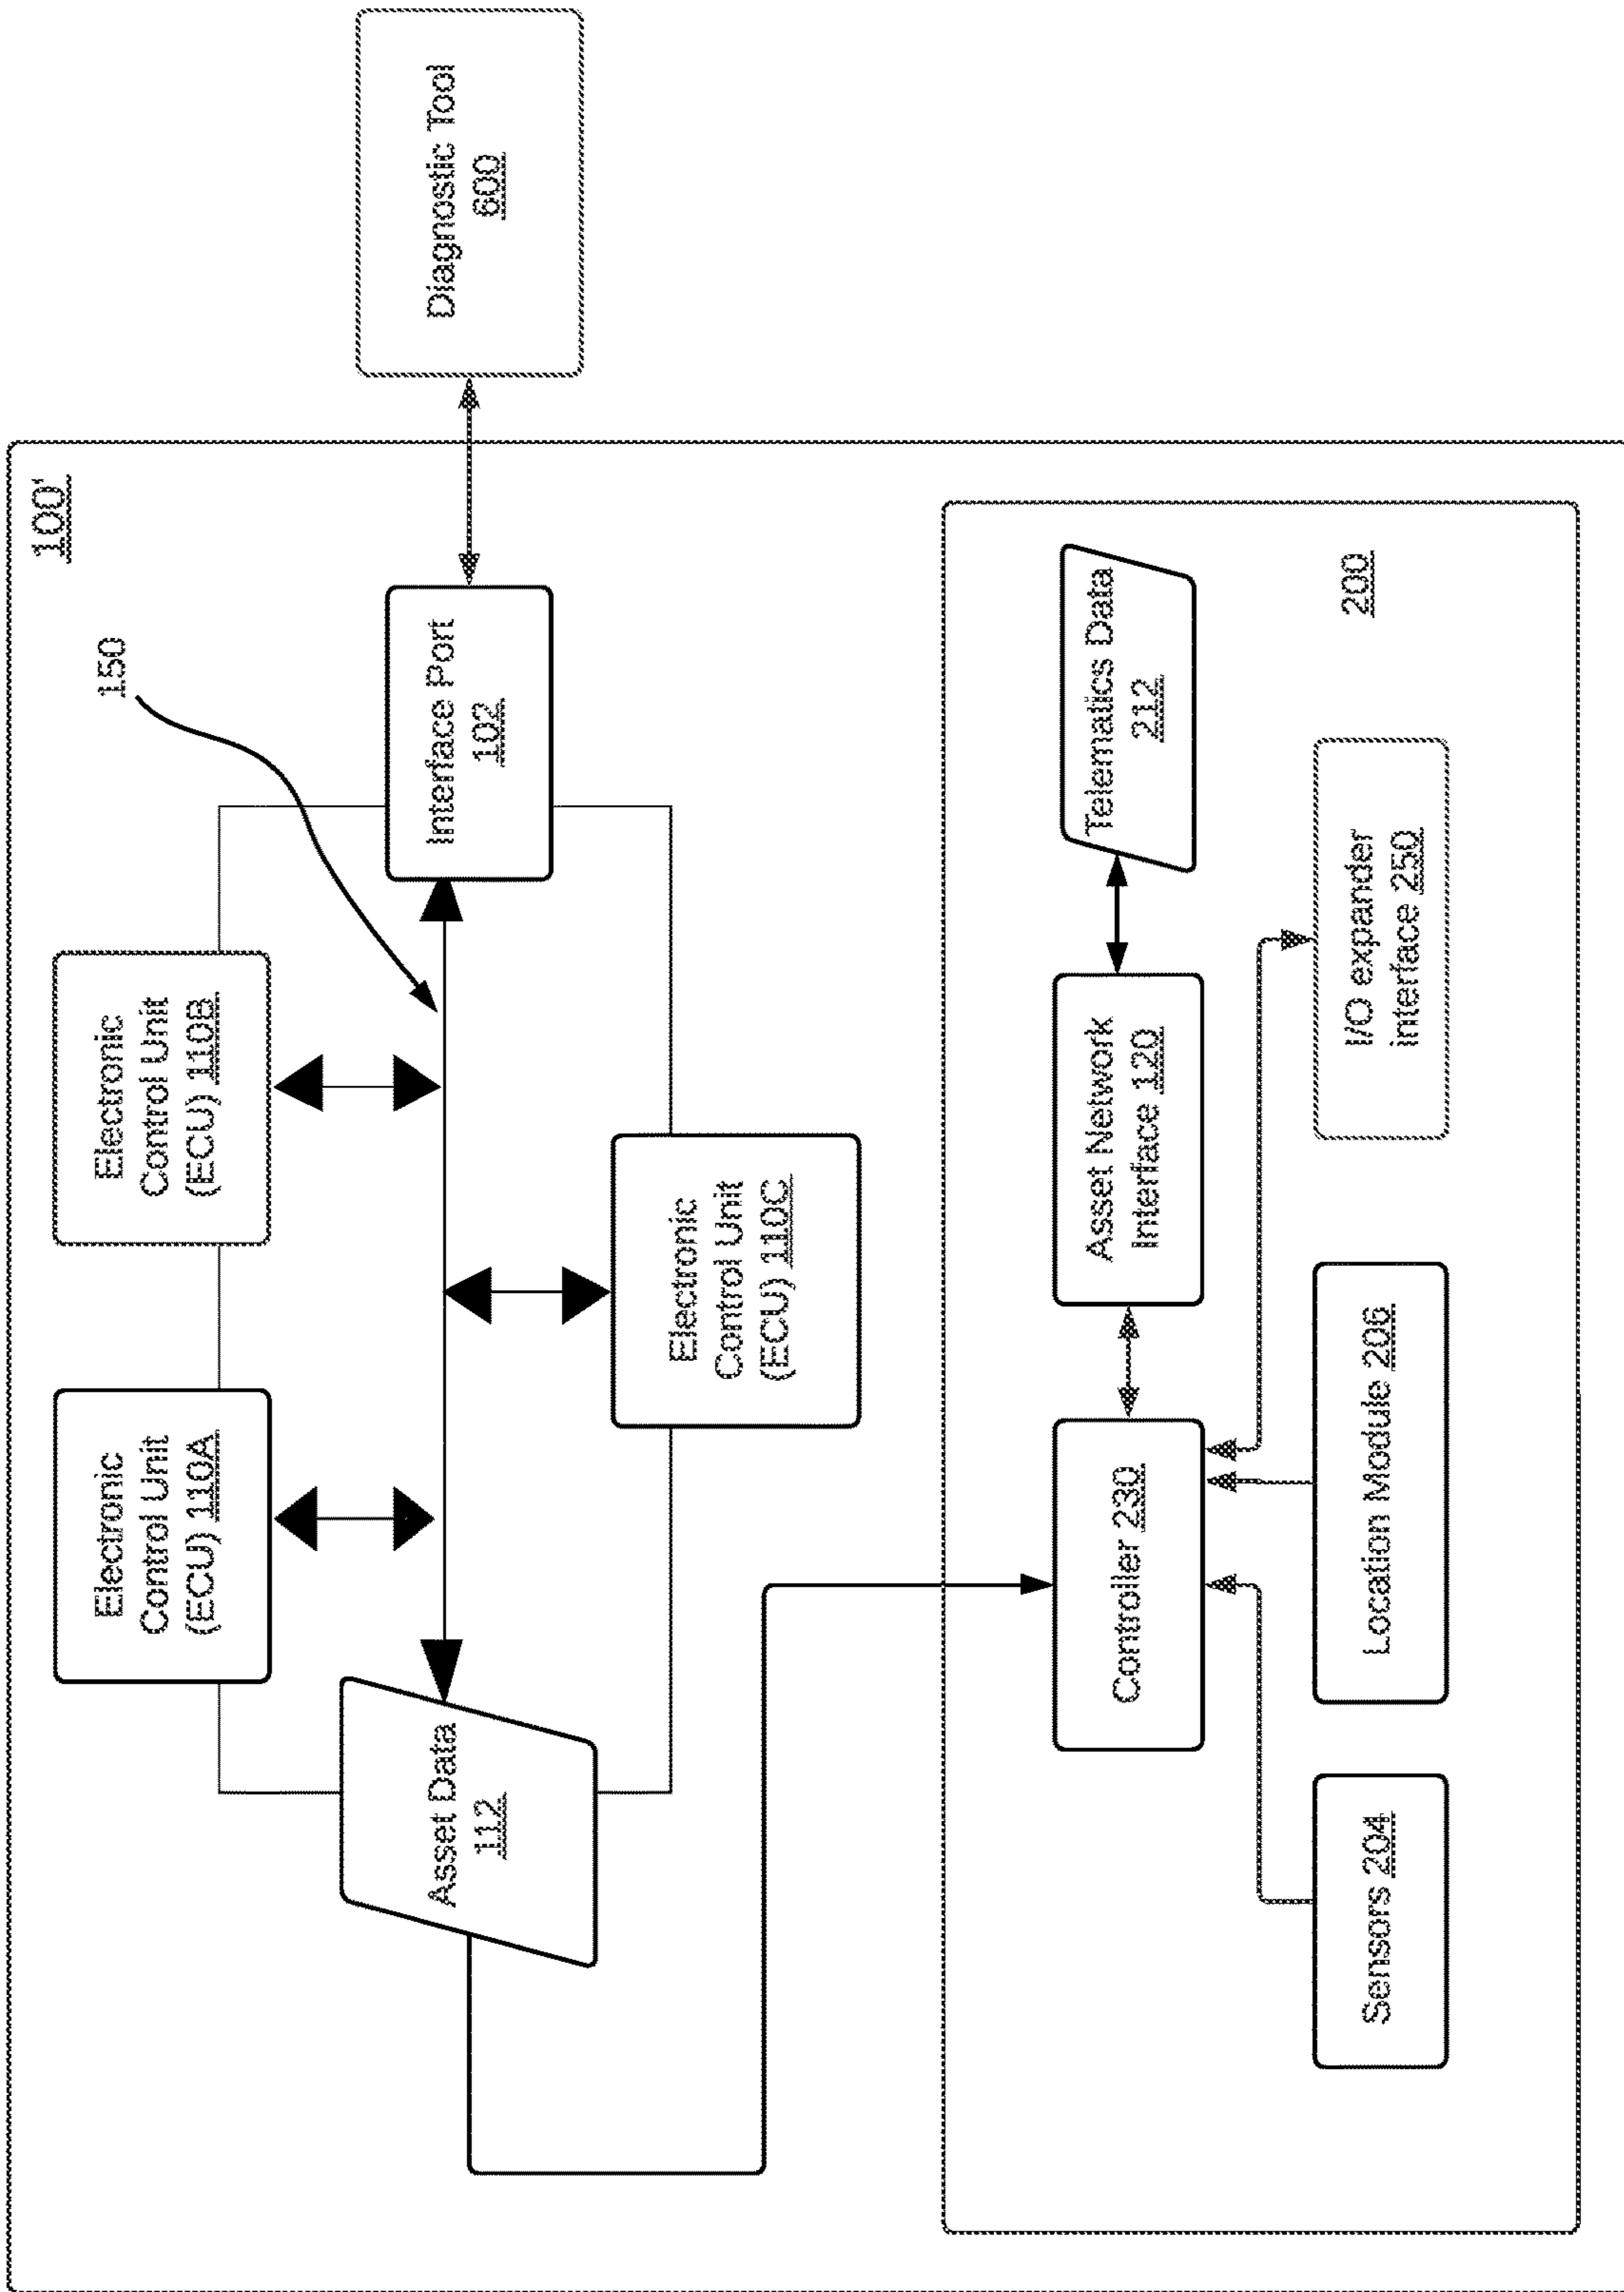 100'
Electronic
Control Unit
(ECU) 110A
Electronic
Control Unit
(ECU) 110B
150
Asset Data
112
Interface Port
102
Diagnostic Tool
600
Electronic
Control Unit
(ECU) 110C
Controller 230
Asset Network
Interface 120
Telematics Data
212
Sensors 204
Location Module 206
I/O expander
interface 250
200